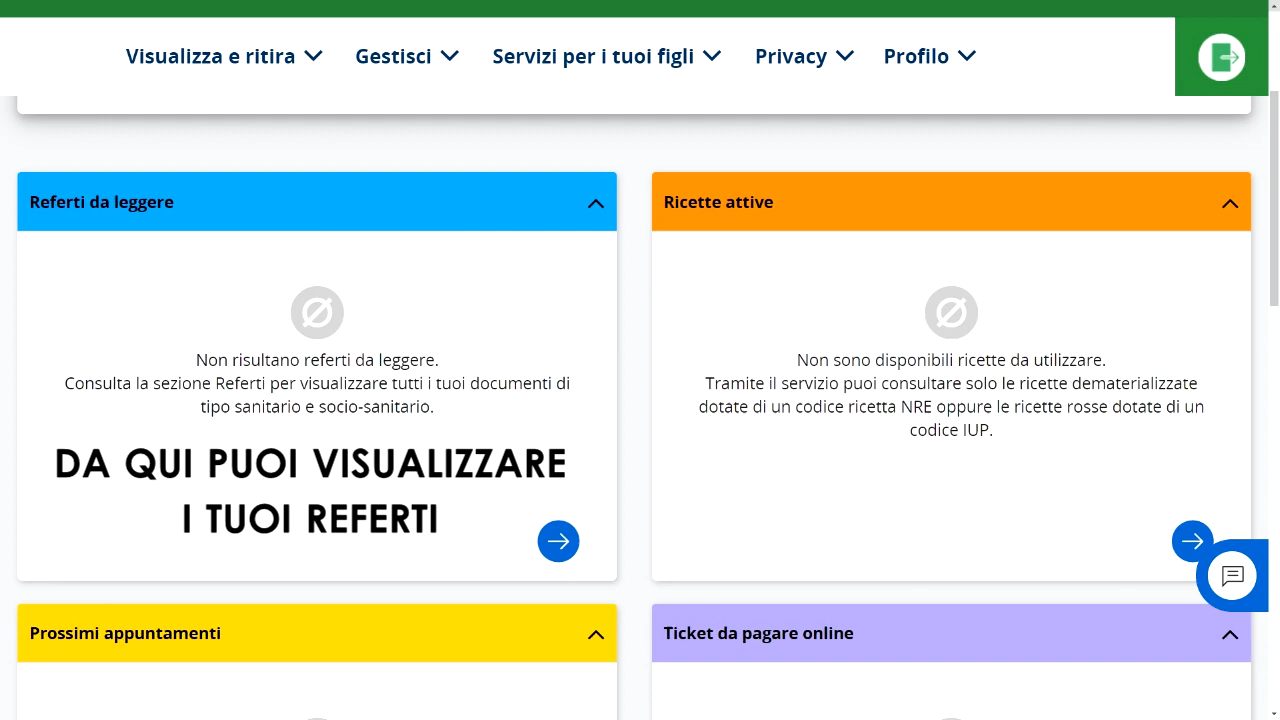 Visualizza e ritira
Gestisci
Servizi per i tuoi figli
Privacy
Profilo
Referti da leggere
Non risultano referti da leggere.
Consulta la sezione Referti per visualizzare tutti i tuoi documenti di
tipo sanitario e socio-sanitario.
DA QUI PUOI VISUALIZZARE
I TUOI REFERTI
Ricette attive
Non sono disponibili ricette da utilizzare.
Tramite il servizio puoi consultare solo le ricette dematerializzate
dotate di un codice ricetta NRE oppure le ricette rosse dotate di un
codice IUP.
Prossimi appuntamenti
Ticket da pagare online